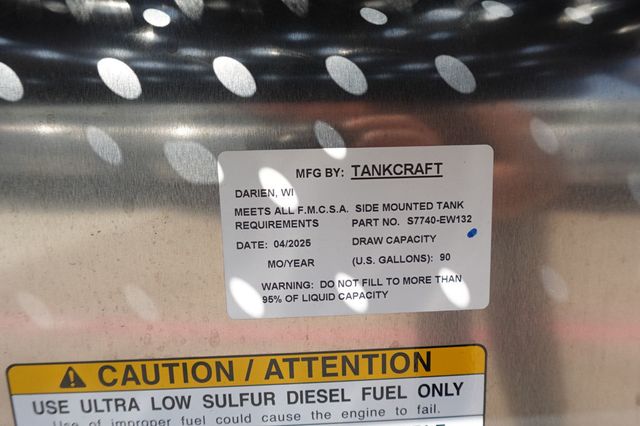 MFG BY: TANKCRAFT
DARIEN, WI
MEETS ALL F.M.C.S.A. SIDE MOUNTED TANK
REQUIREMENTS PART NO. S7740-EW132
DATE: 04/2025 DRAW CAPACITY
MO/YEAR (U.S. GALLONS): 90
WARNING: DO NOT FILL TO MORE THAN
95% OF LIQUID CAPACITY
CAUTION / ATTENTION
USE ULTRA LOW SULFUR DIESEL FUEL ONLY
Use of improper fuel could cause the engine to fail.